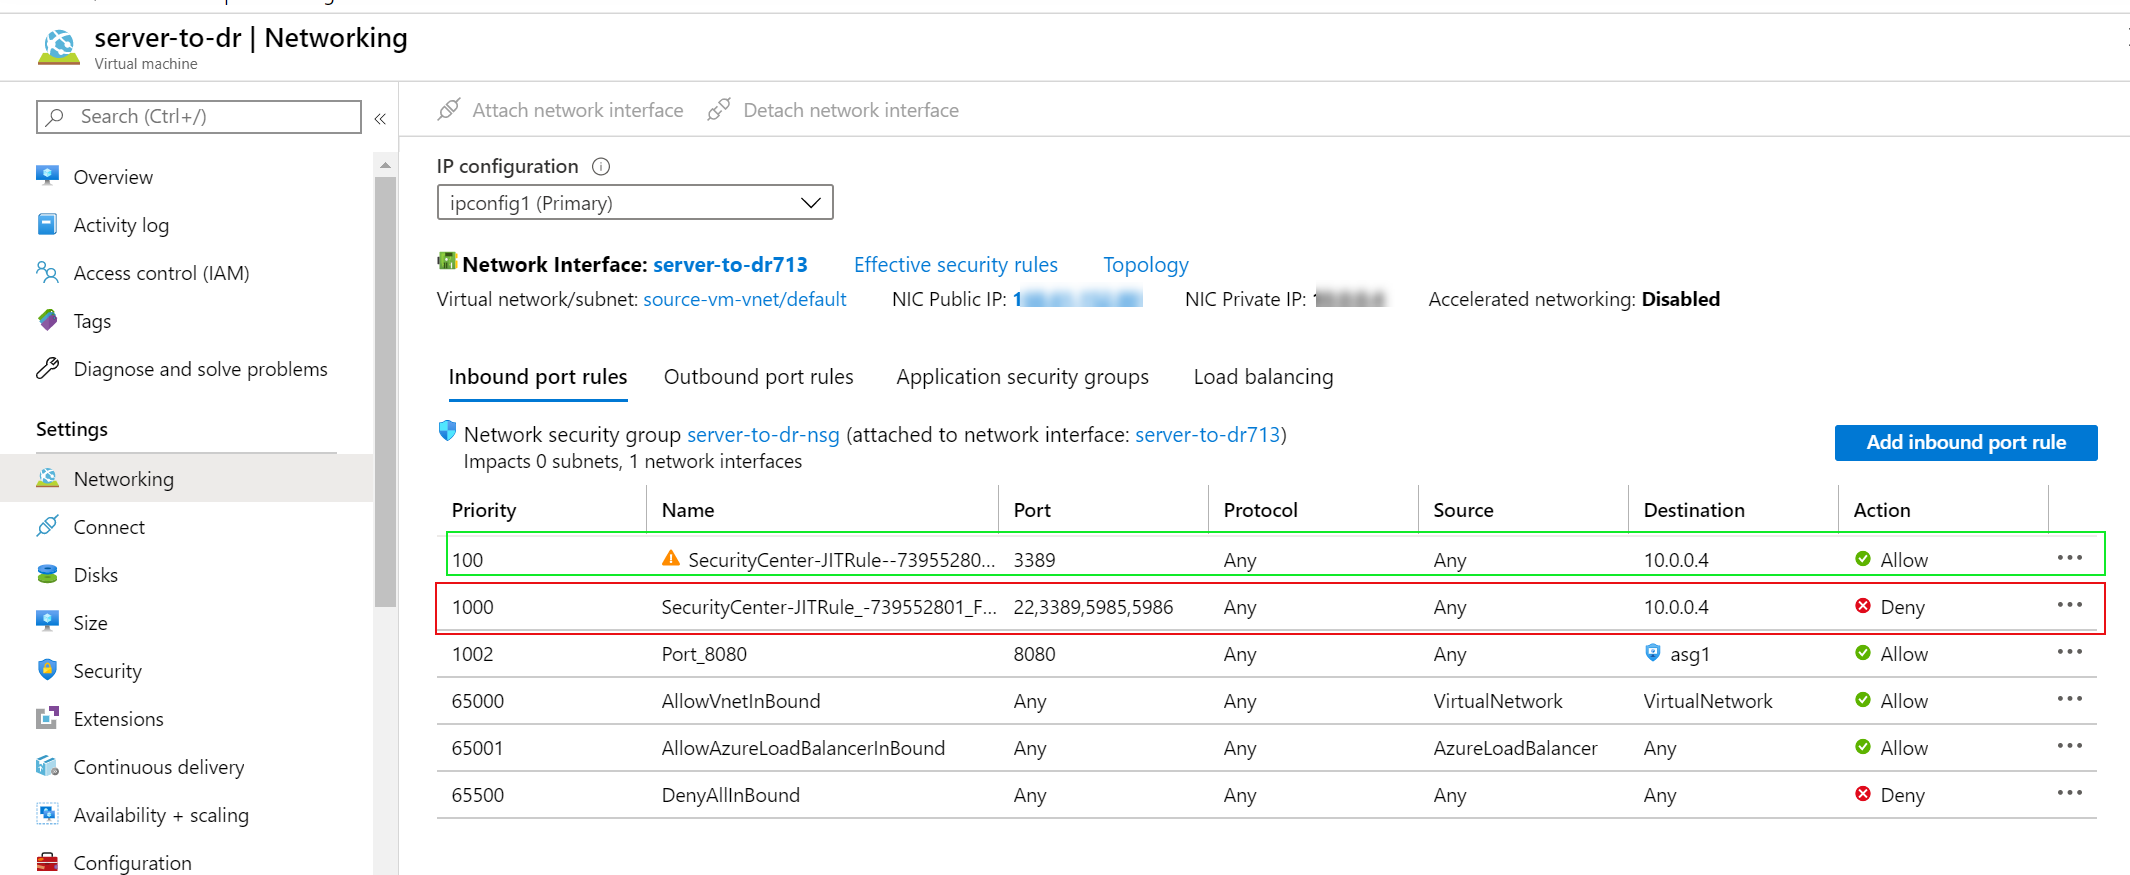 server-to-dr | Networking
Virtual machine
Search (Ctrl+/)
«
Overview
Activity log
Access control (IAM)
Tags
Diagnose and solve problems
Settings
Networking
Connect
Disks
Size
Security
Extensions
Continuous delivery
Availability + scaling
Configuration
Attach network interface Detach network interface
IP configuration
ipconfig1 (Primary)
Network Interface: server-to-dr713 Effective security rules Topology
Virtual network/subnet: source-vm-vnet/default NIC Public IP: NIC Private IP: Accelerated networking: Disabled
Inbound port rules Outbound port rules Application security groups Load balancing
Network security group server-to-dr-nsg (attached to network interface: server-to-dr713)
Impacts 0 subnets, 1 network interfaces
Add inbound port rule
Priority Name Port Protocol Source Destination Action
100 SecurityCenter-JITRule--73955280... 3389 Any Any 10.0.0.4 Allow ...
1000 SecurityCenter-JITRule_-739552801_F... 22,3389,5985,5986 Any Any 10.0.0.4 Deny ...
1002 Port_8080 8080 Any Any asg1 Allow ...
65000 AllowVnetInBound Any Any VirtualNetwork VirtualNetwork Allow ...
65001 AllowAzureLoadBalancerInBound Any Any AzureLoadBalancer Any Allow ...
65500 DenyAllInBound Any Any Any Any Deny ...